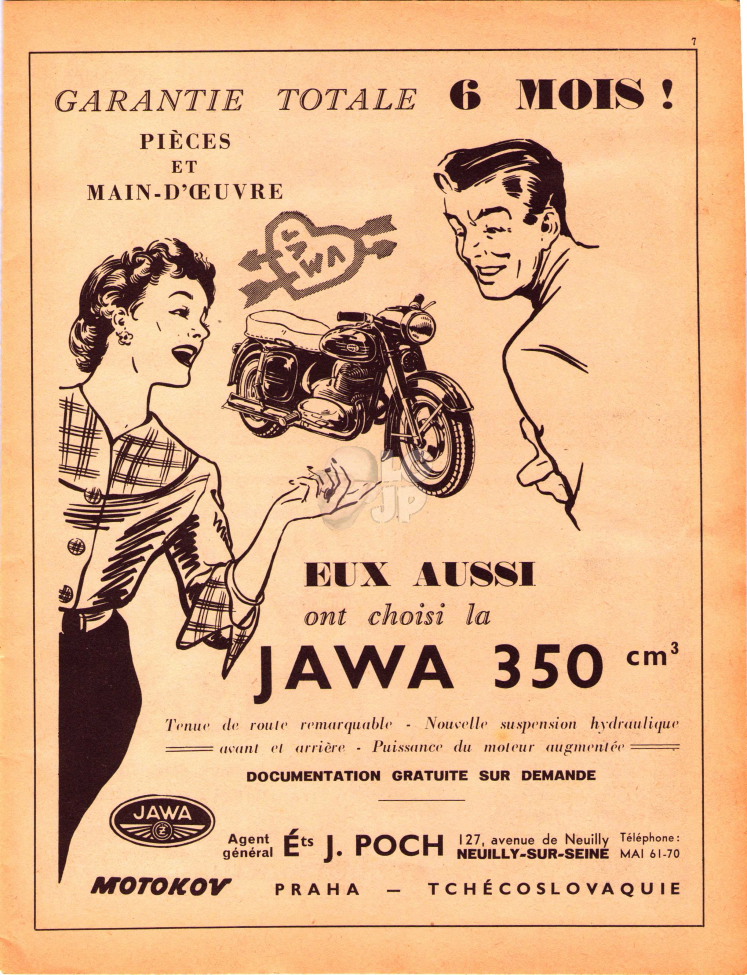 7
GARANTIE TOTALE 6 MOIS !
PIÈCES
ET
MAIN-D'ŒUVRE
JAWA
EUX AUSSI
ont choisi la
JAWA 350 cm³
Tenue de route remarquable - Nouvelle suspension hydraulique
avant et arrière - Puissance du moteur augmentée
DOCUMENTATION GRATUITE SUR DEMANDE
JAWA
CZ
Agent général Éts J. POCH 127, avenue de Neuilly Téléphone :
NEUILLY-SUR-SEINE MAI 61-70
MOTOKOV PRAHA — TCHÉCOSLOVAQUIE
JP